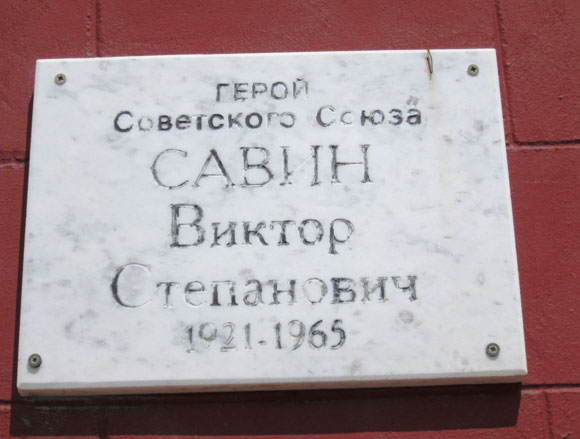 ГЕРОЙ
Советского Союза
САВИН
Виктор
Степанович
1921-1965